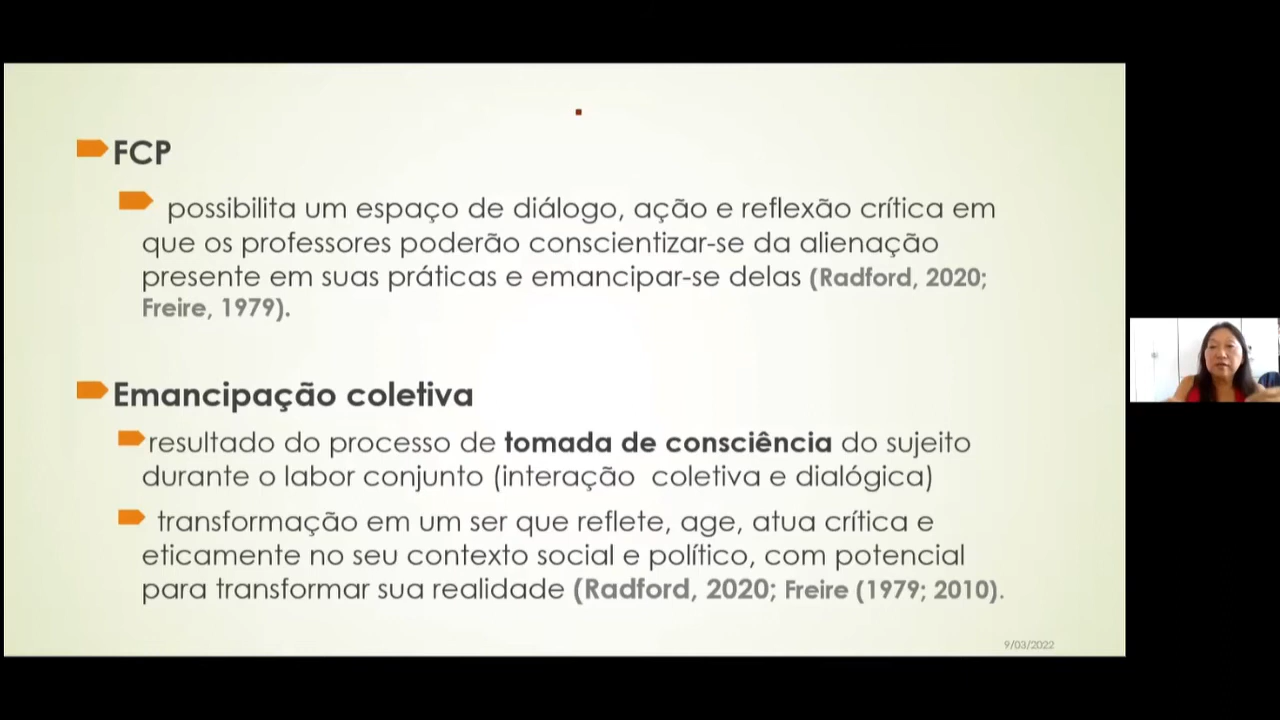 FCP
possibilita um espaço de diálogo, ação e reflexão crítica em
que os professores poderão conscientizar-se da alienação
presente em suas práticas e emancipar-se delas (Radford, 2020;
Freire, 1979).
Emancipação coletiva
resultado do processo de tomada de consciência do sujeito
durante o labor conjunto (interação coletiva e dialógica)
transformação em um ser que reflete, age, atua crítica e
eticamente no seu contexto social e político, com potencial
para transformar sua realidade (Radford, 2020; Freire (1979; 2010).
9/03/2022